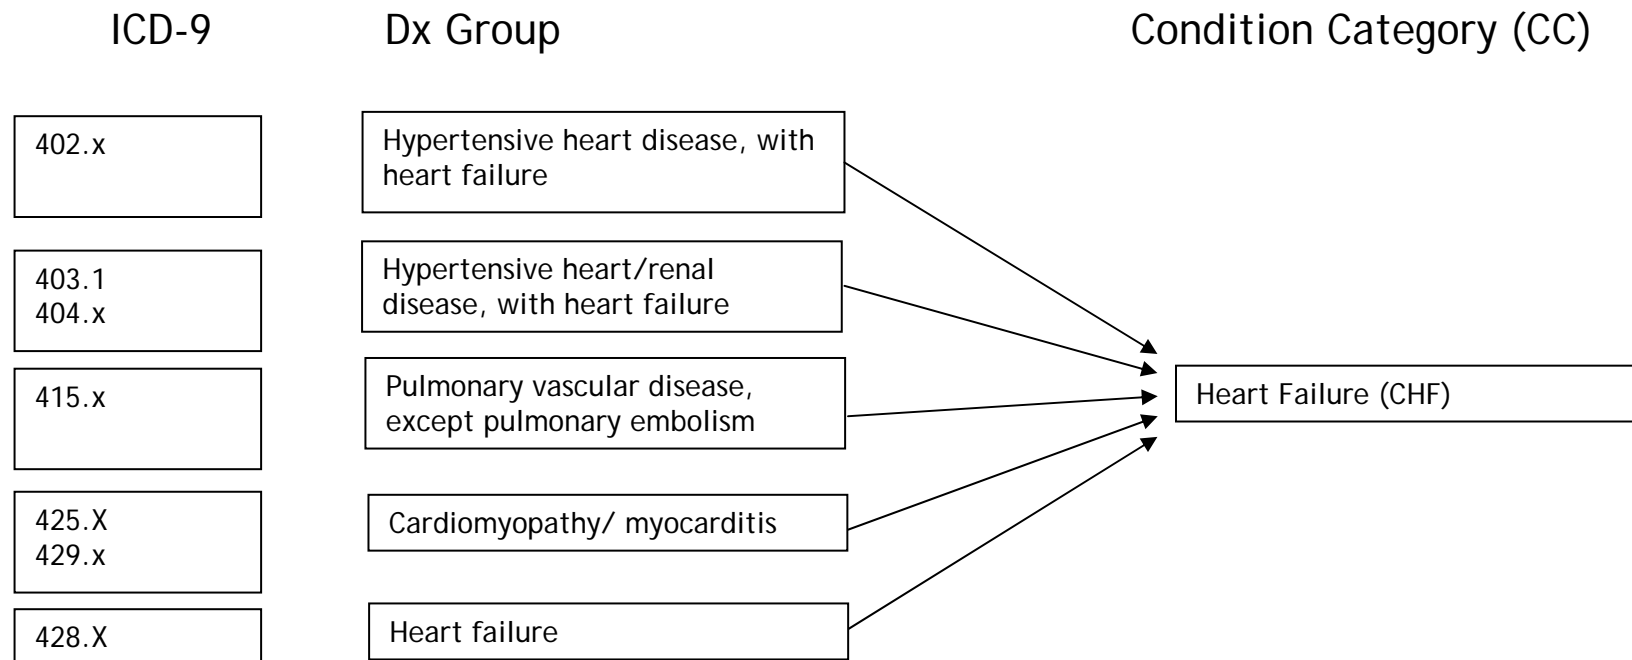 ICD-9 Dx Group Condition Category (CC)
402.x
Hypertensive heart disease, with
heart failure
403.1
404.x
Hypertensive heart/renal
disease, with heart failure
415.x
Pulmonary vascular disease,
except pulmonary embolism
Heart Failure (CHF)
425.X
429.x
Cardiomyopathy/ myocarditis
428.X
Heart failure